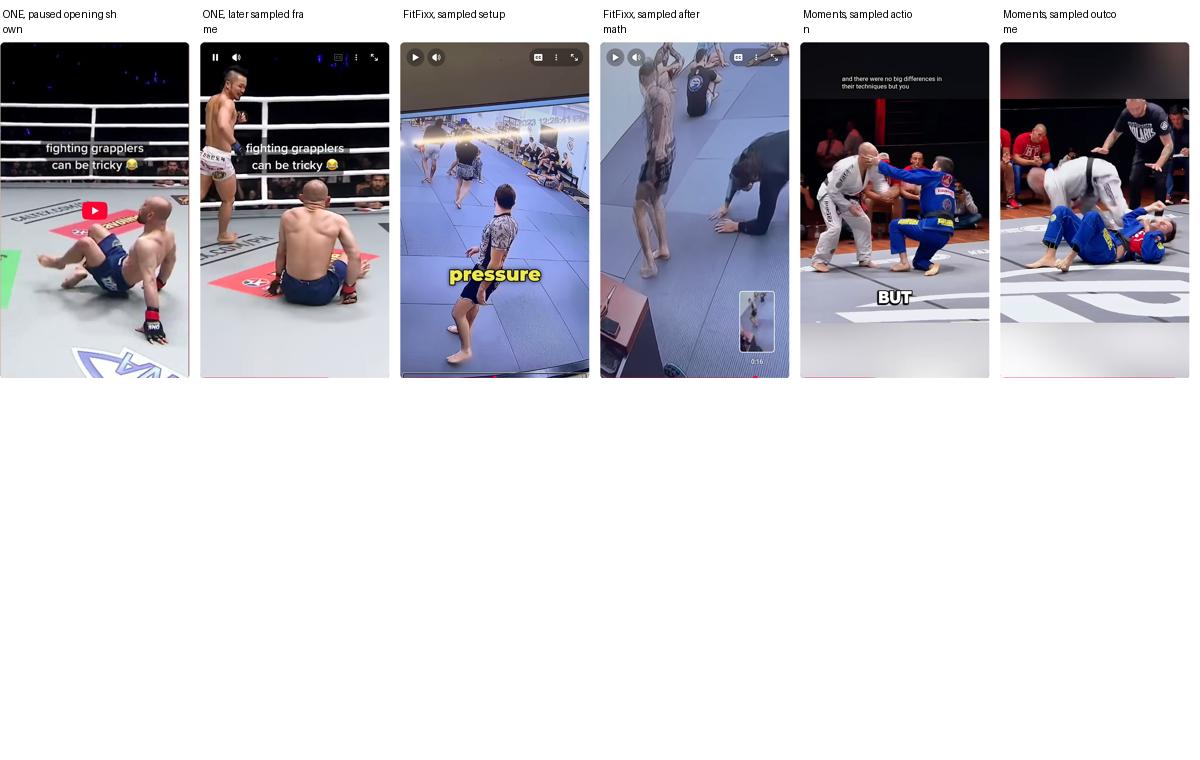 ONE, paused opening sh
own
ONE, later sampled fra
me
FitFixx, sampled setup
FitFixx, sampled after
math
Moments, sampled actio
n
Moments, sampled outco
me
fighting grapplers
can be tricky 😂
fighting grapplers
can be tricky 😂
CC
pressure
CC
0:16
and there were no big differences in
their techniques but you
BUT